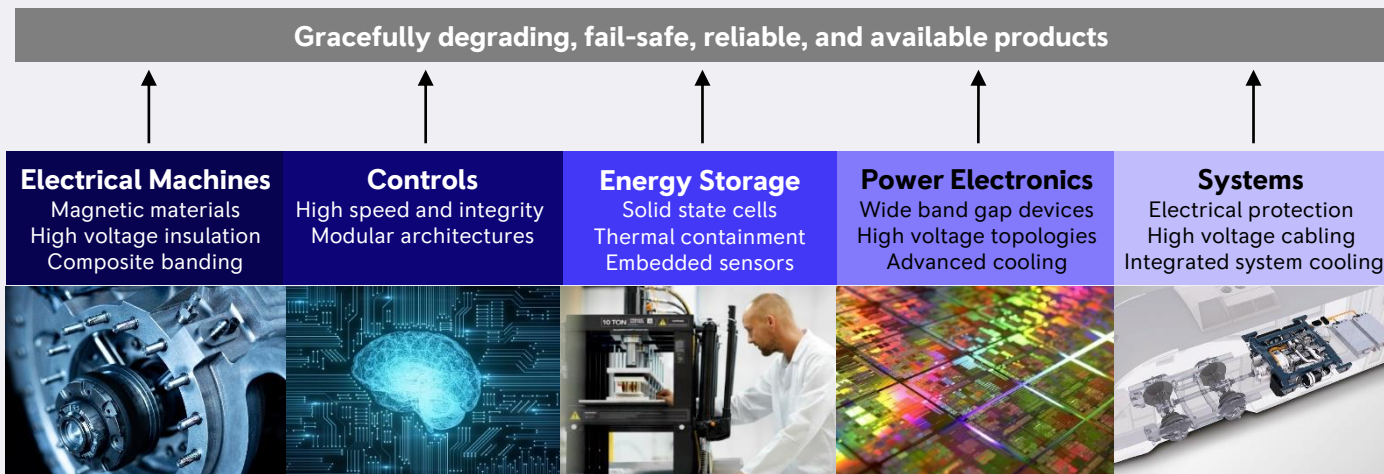 Gracefully degrading, fail-safe, reliable, and available products
Electrical Machines
Magnetic materials
High voltage insulation
Composite banding
Controls
High speed and integrity
Modular architectures
Energy Storage
Solid state cells
Thermal containment
Embedded sensors
Power Electronics
Wide band gap devices
High voltage topologies
Advanced cooling
Systems
Electrical protection
High voltage cabling
Integrated system cooling
10 TON